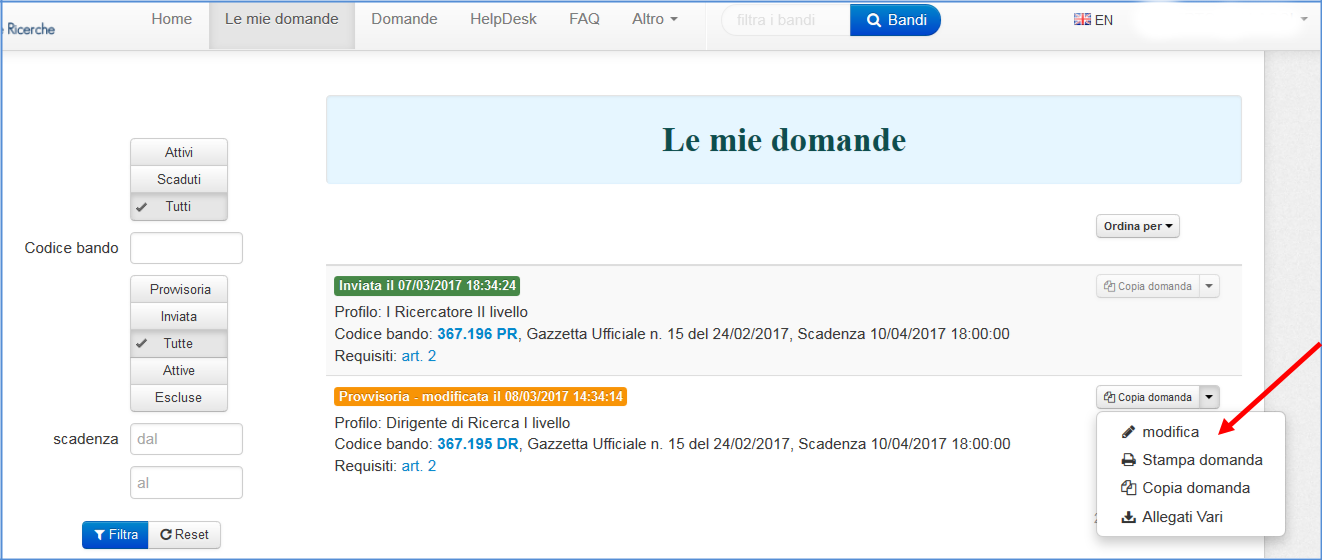 Home Le mie domande Domande HelpDesk FAQ Altro filtra i bandi Bandi EN
Ricerche
Le mie domande
Attivi
Scaduti
Tutti
Codice bando
Provvisoria
Inviata
Tutte
Attive
Escluse
scadenza dal
al
Filtra Reset
Ordina per
Inviata il 07/03/2017 18:34:24
Copia domanda
Profilo: I Ricercatore II livello
Codice bando: 367.196 PR, Gazzetta Ufficiale n. 15 del 24/02/2017, Scadenza 10/04/2017 18:00:00
Requisiti: art. 2
Provvisoria - modificata il 08/03/2017 14:34:14
Copia domanda
Profilo: Dirigente di Ricerca I livello
Codice bando: 367.195 DR, Gazzetta Ufficiale n. 15 del 24/02/2017, Scadenza 10/04/2017 18:00:00
Requisiti: art. 2
modifica
Stampa domanda
Copia domanda
Allegati Vari